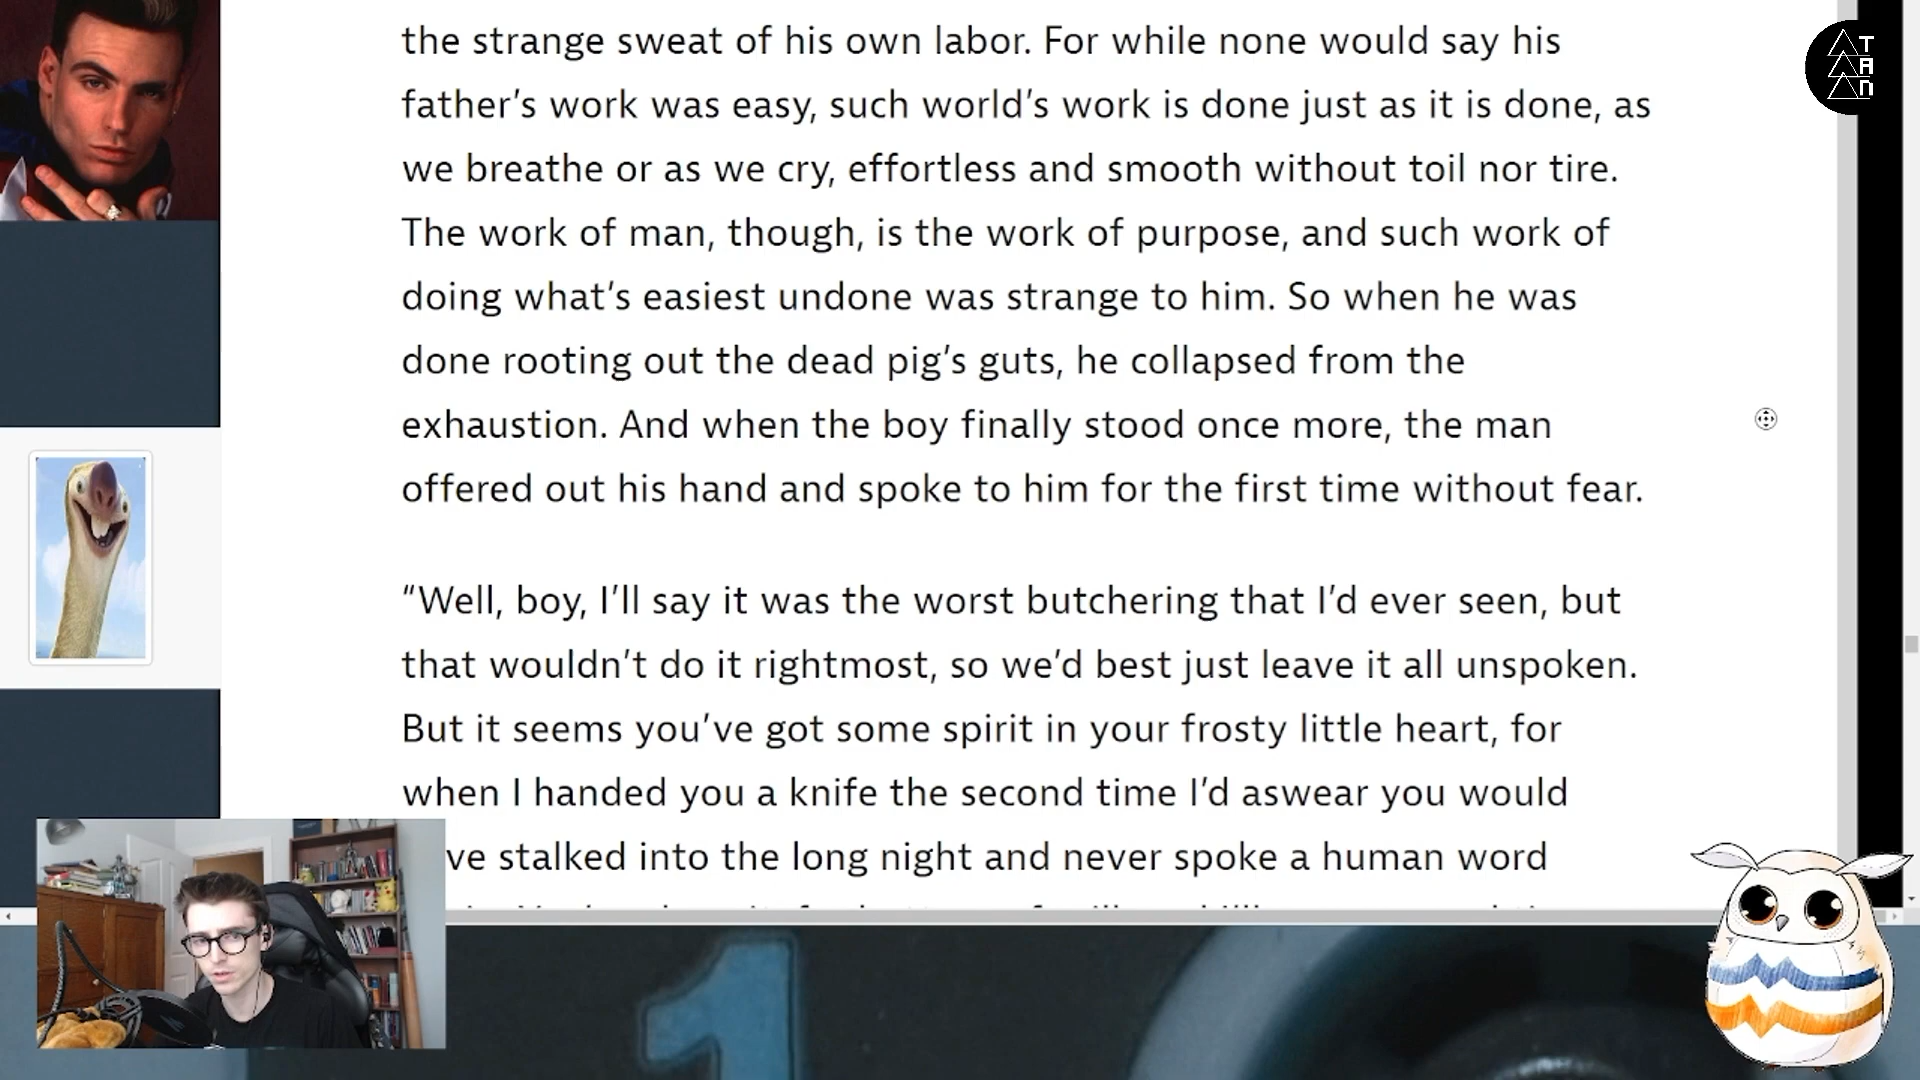 the strange sweat of his own labor. For while none would say his
father’s work was easy, such world’s work is done just as it is done, as
we breathe or as we cry, effortless and smooth without toil nor tire.
The work of man, though, is the work of purpose, and such work of
doing what’s easiest undone was strange to him. So when he was
done rooting out the dead pig’s guts, he collapsed from the
exhaustion. And when the boy finally stood once more, the man
offered out his hand and spoke to him for the first time without fear.
“Well, boy, I’ll say it was the worst butchering that I’d ever seen, but
that wouldn’t do it rightmost, so we’d best just leave it all unspoken.
But it seems you’ve got some spirit in your frosty little heart, for
when I handed you a knife the second time I’d aswear you would
ve stalked into the long night and never spoke a human word
TAN
1